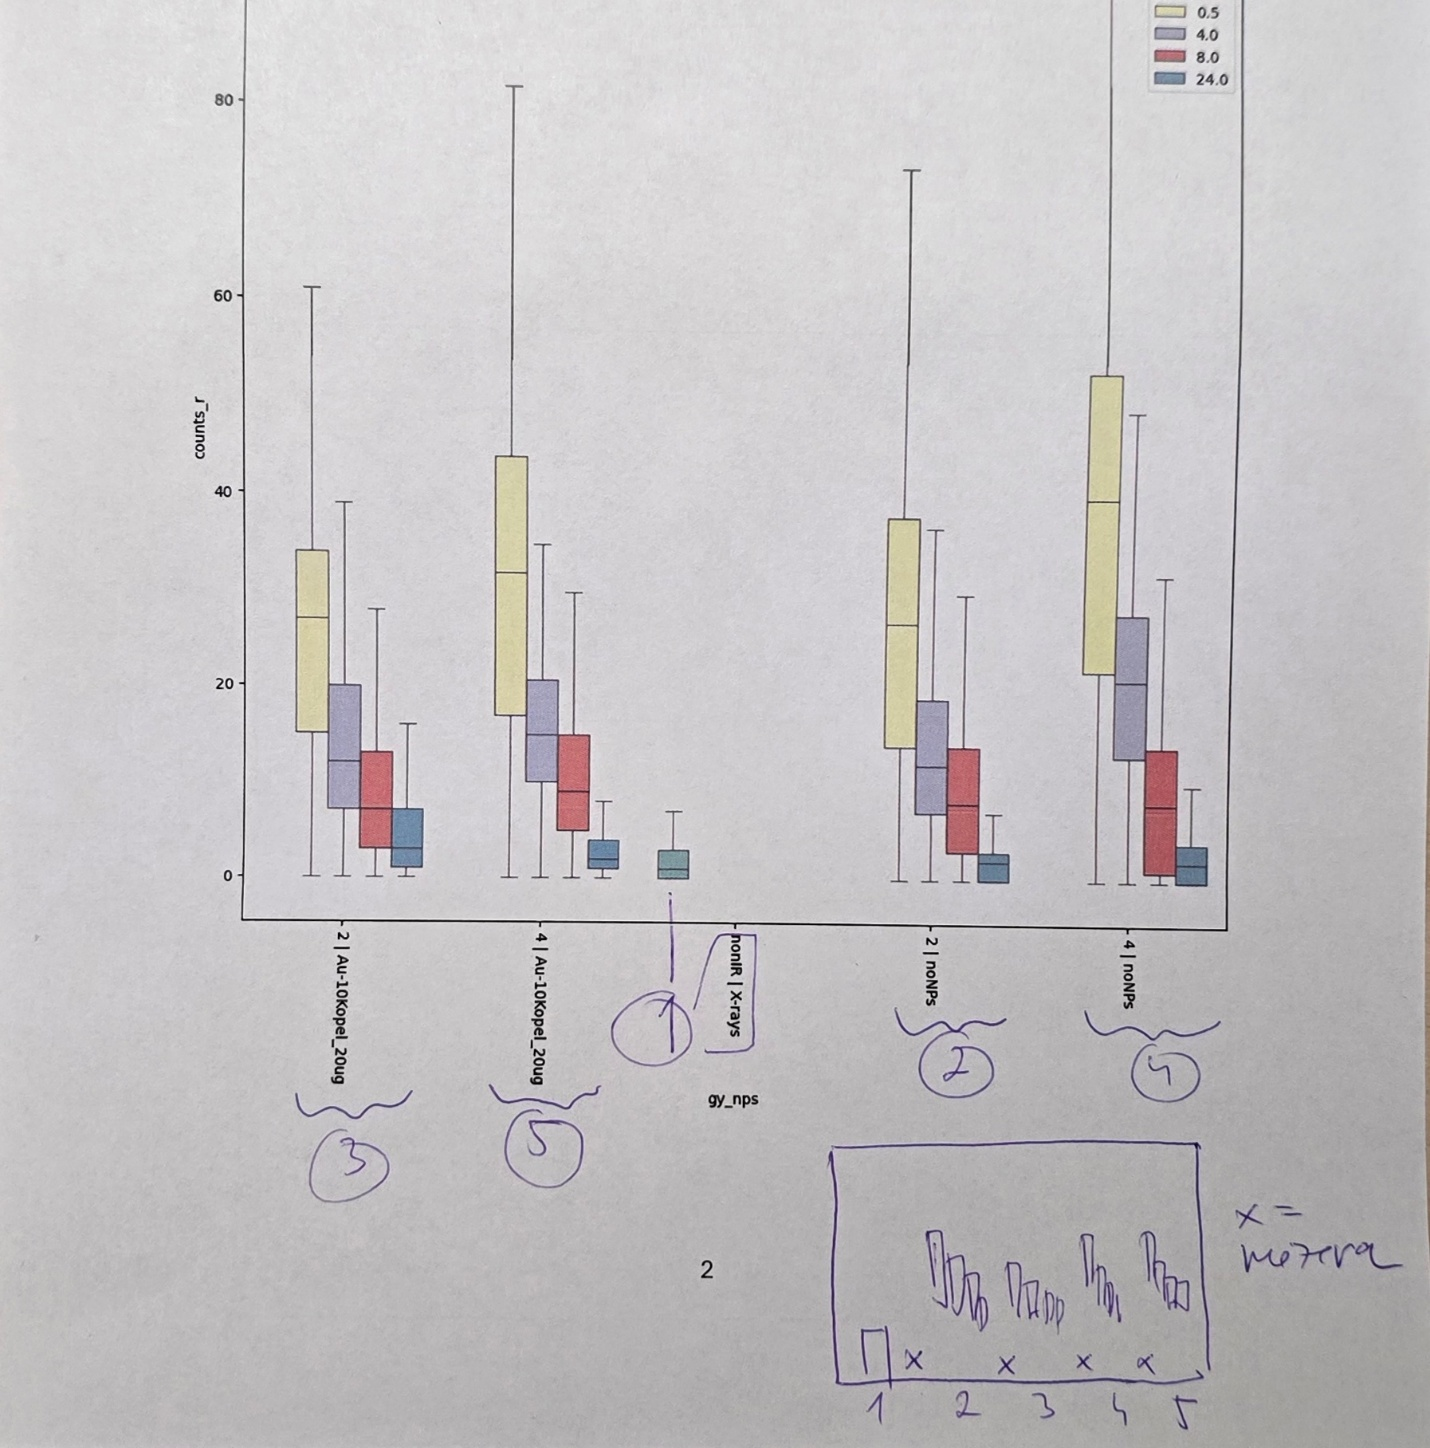 0.5
4.0
8.0
24.0
80
60
40
20
0
counts_r
2 | Au-10Kopel_20ug
4 | Au-10Kopel_20ug
nonIR | X-rays
2 | noNPs
4 | noNPs
1
2
4
3
5
gy_nps
x =
mezera
2
x x x x
1 2 3 4 5